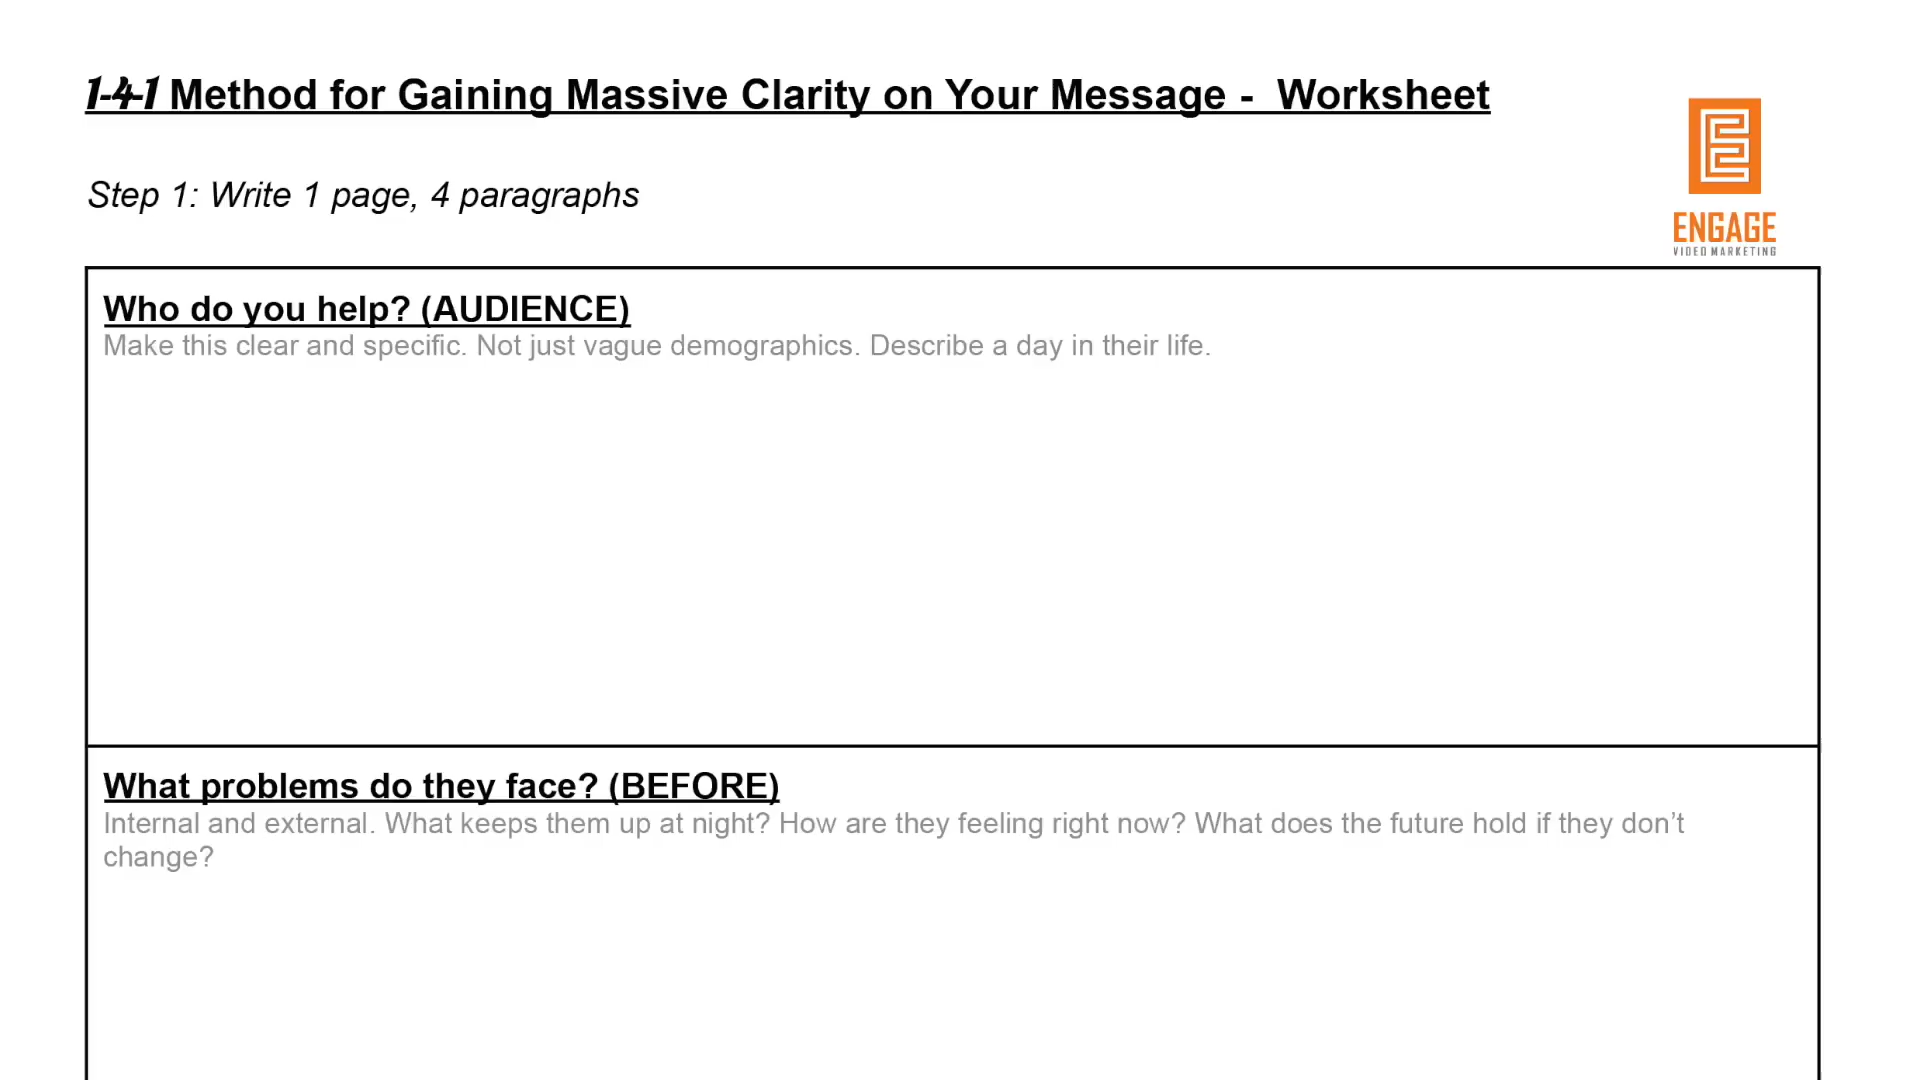 1-4-1 Method for Gaining Massive Clarity on Your Message -  Worksheet
Step 1: Write 1 page, 4 paragraphs
ENGAGE
VIDEO MARKETING
Who do you help? (AUDIENCE)
Make this clear and specific. Not just vague demographics. Describe a day in their life.
What problems do they face? (BEFORE)
Internal and external. What keeps them up at night? How are they feeling right now? What does the future hold if they don’t
change?